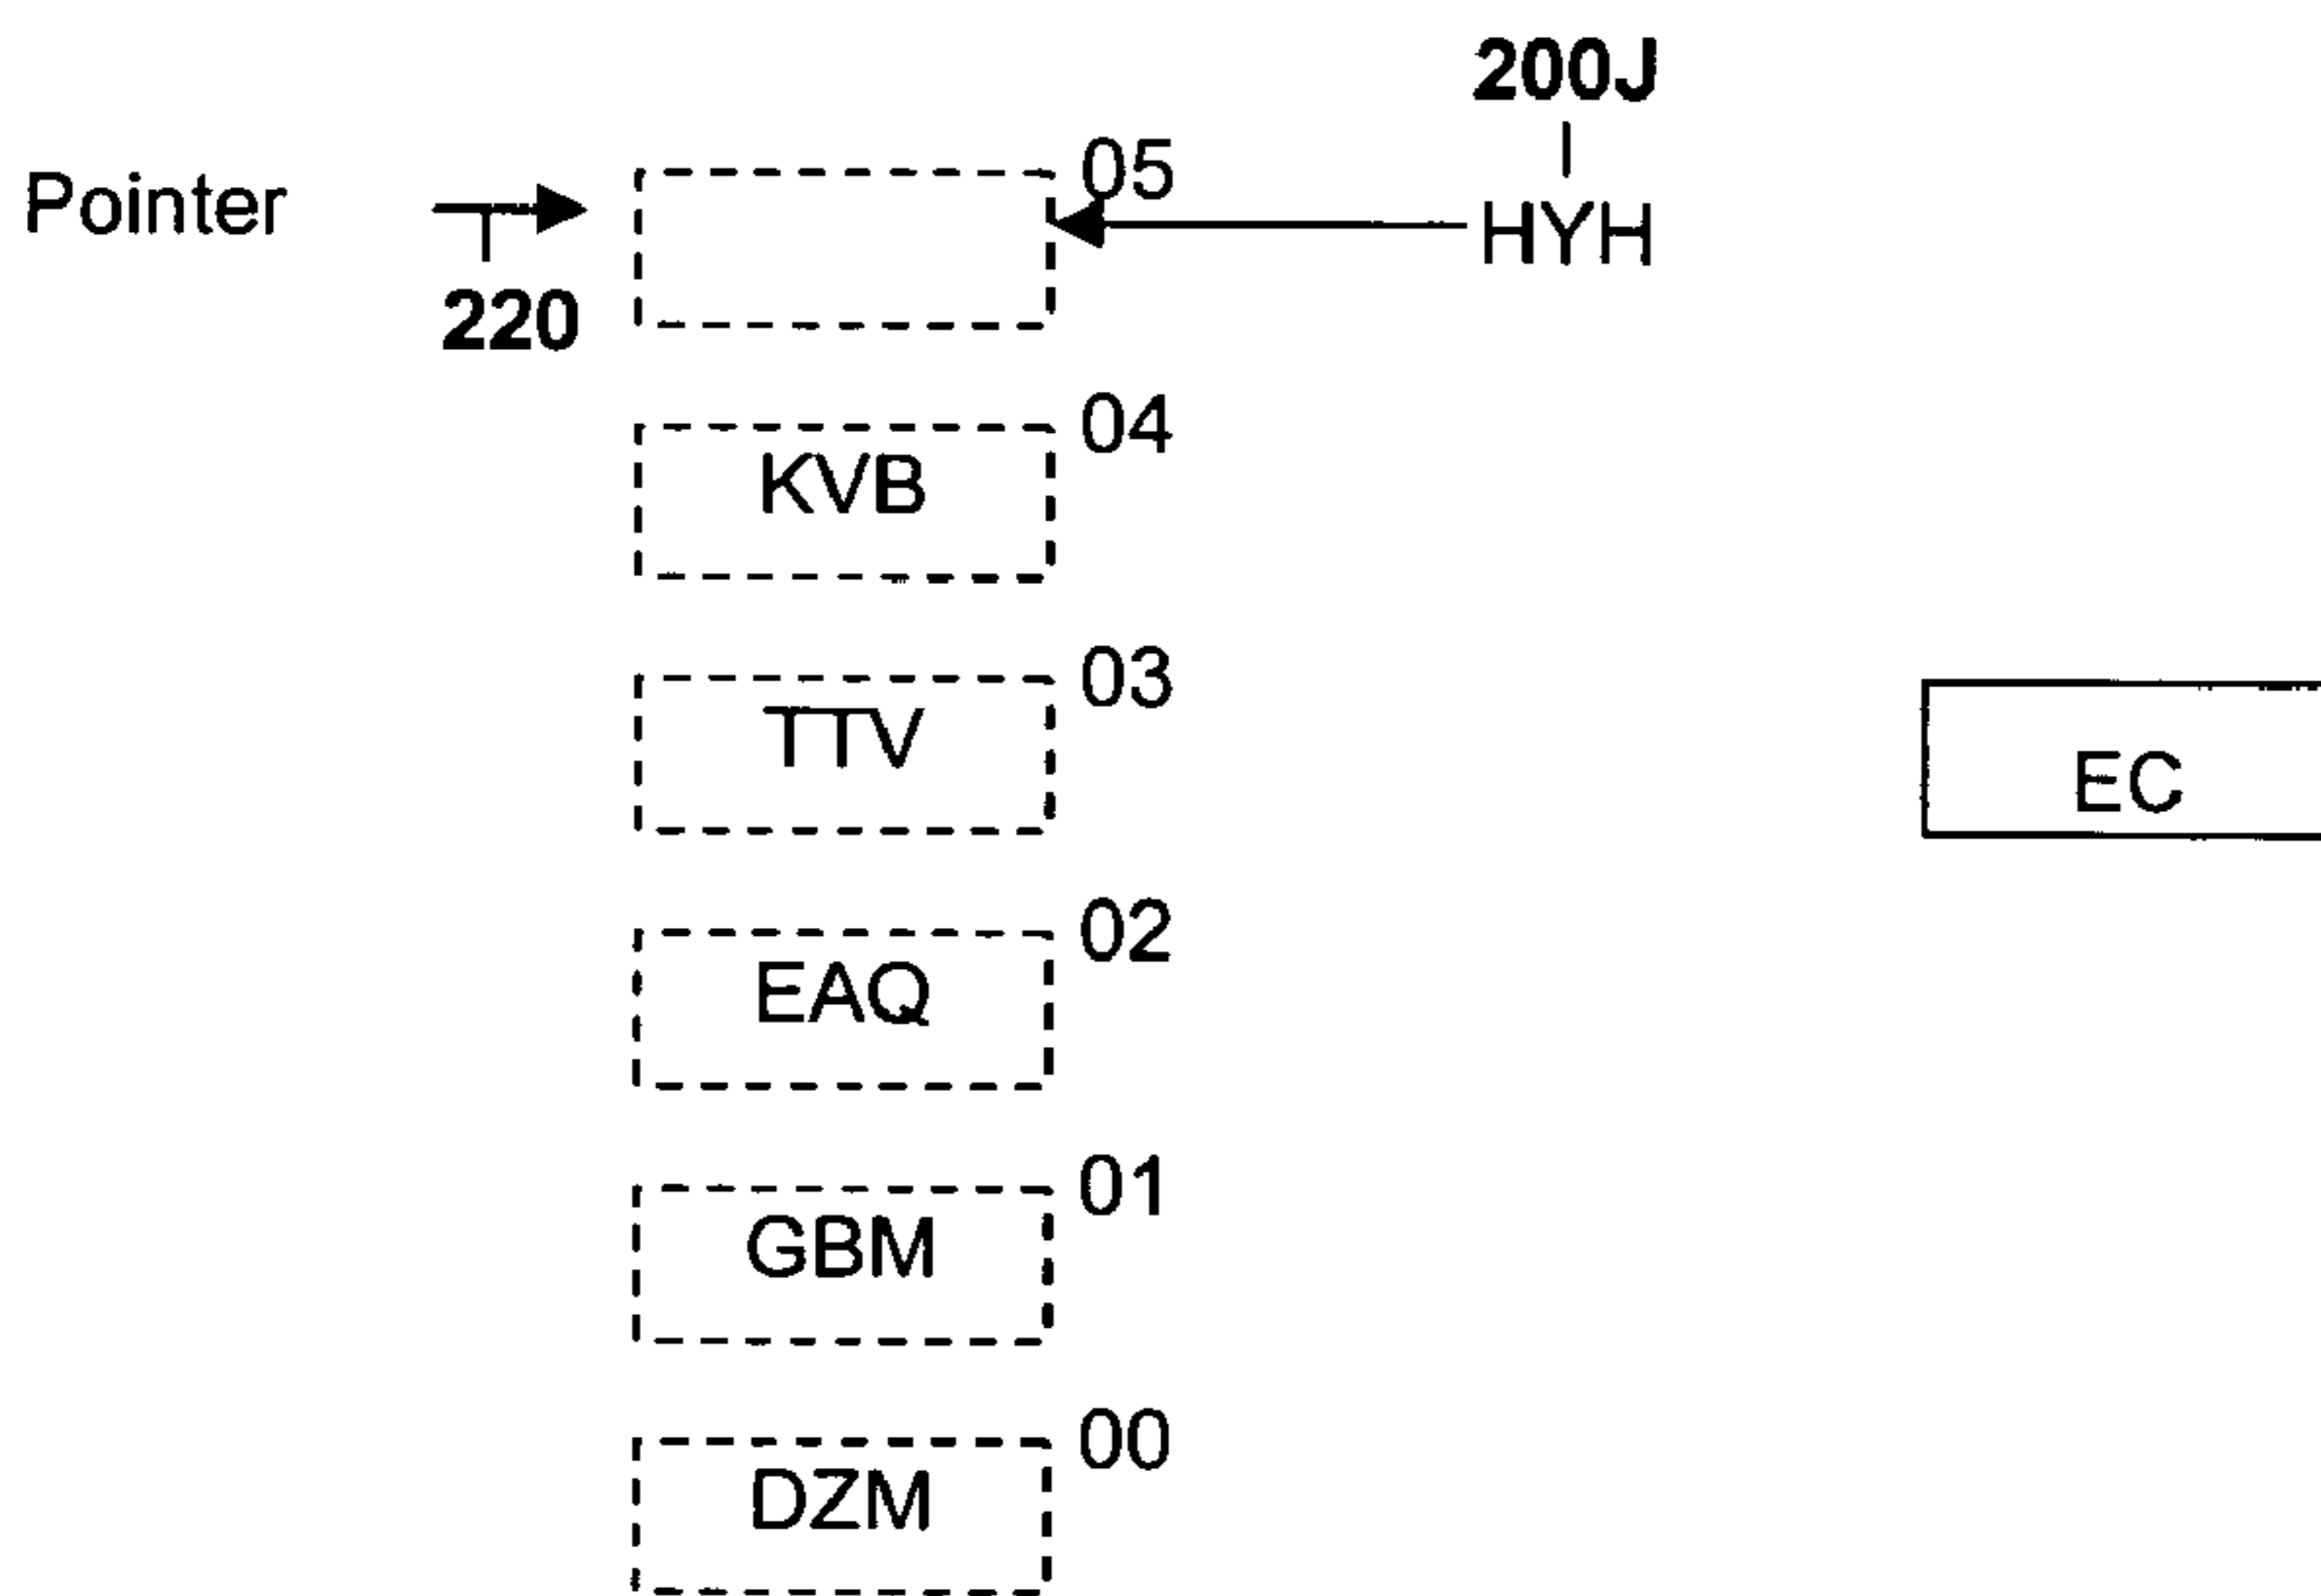 200J
05
Pointer
HYH
220
04
KVB
03
TTV
EC
02
EAQ
01
GBM
00
DZM